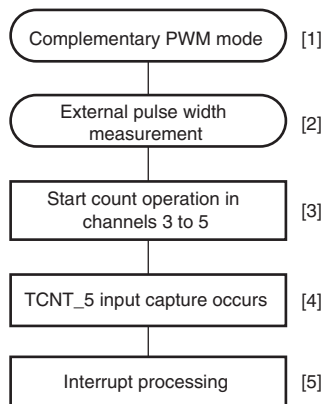 Complementary PWM mode [1]
External pulse width
measurement [2]
Start count operation in
channels 3 to 5 [3]
TCNT_5 input capture occurs [4]
Interrupt processing [5]